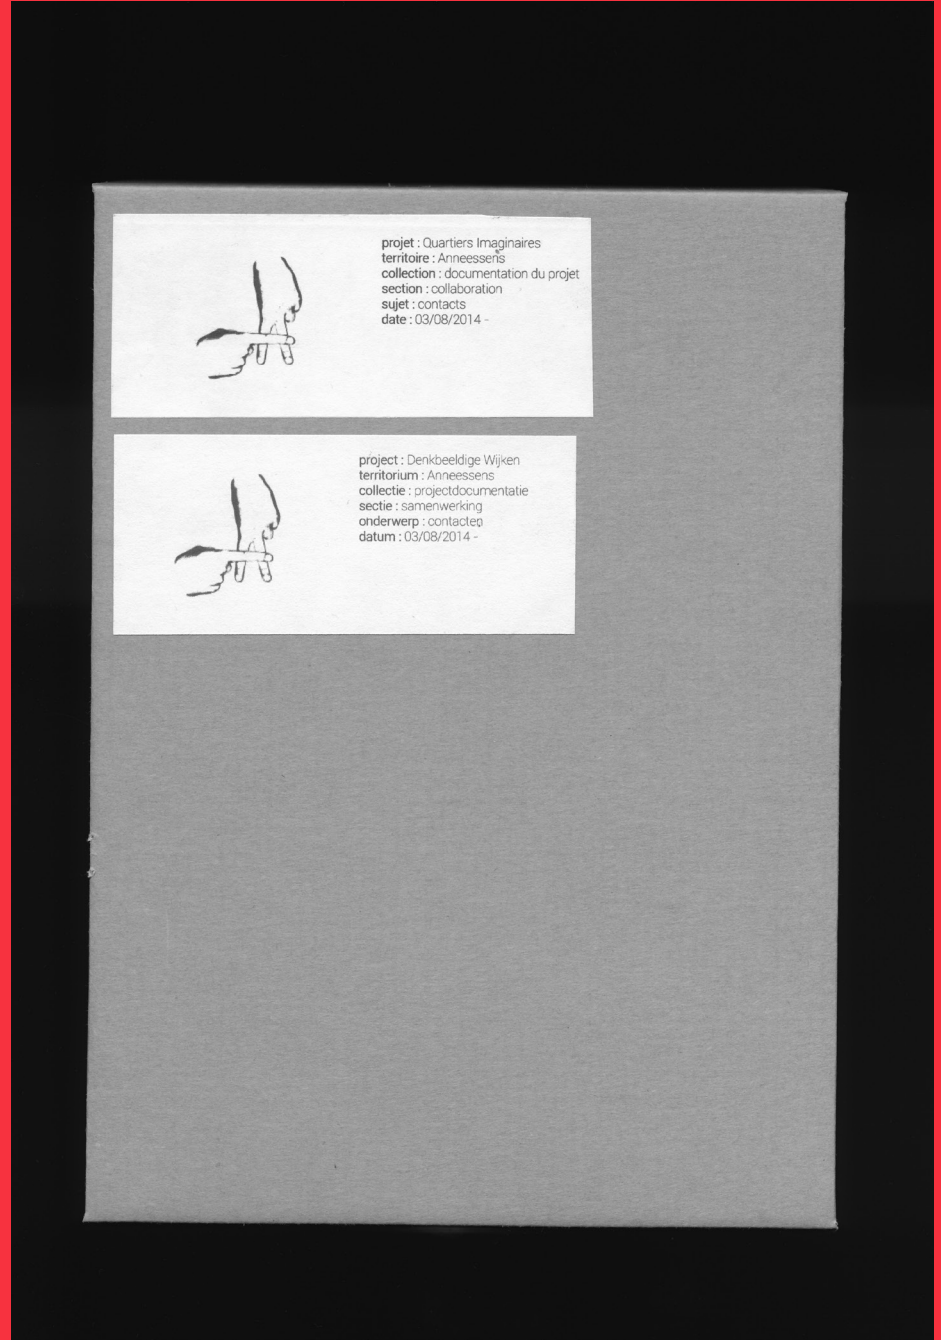 projet : Quartiers Imaginaires
territoire : Anneessens
collection : documentation du projet
section : collaboration
sujet : contacts
date : 03/08/2014 -
project : Denkbeeldige Wijken
territorium : Anneessens
collectie : projectdocumentatie
sectie : samenwerking
onderwerp : contacten
datum : 03/08/2014 -